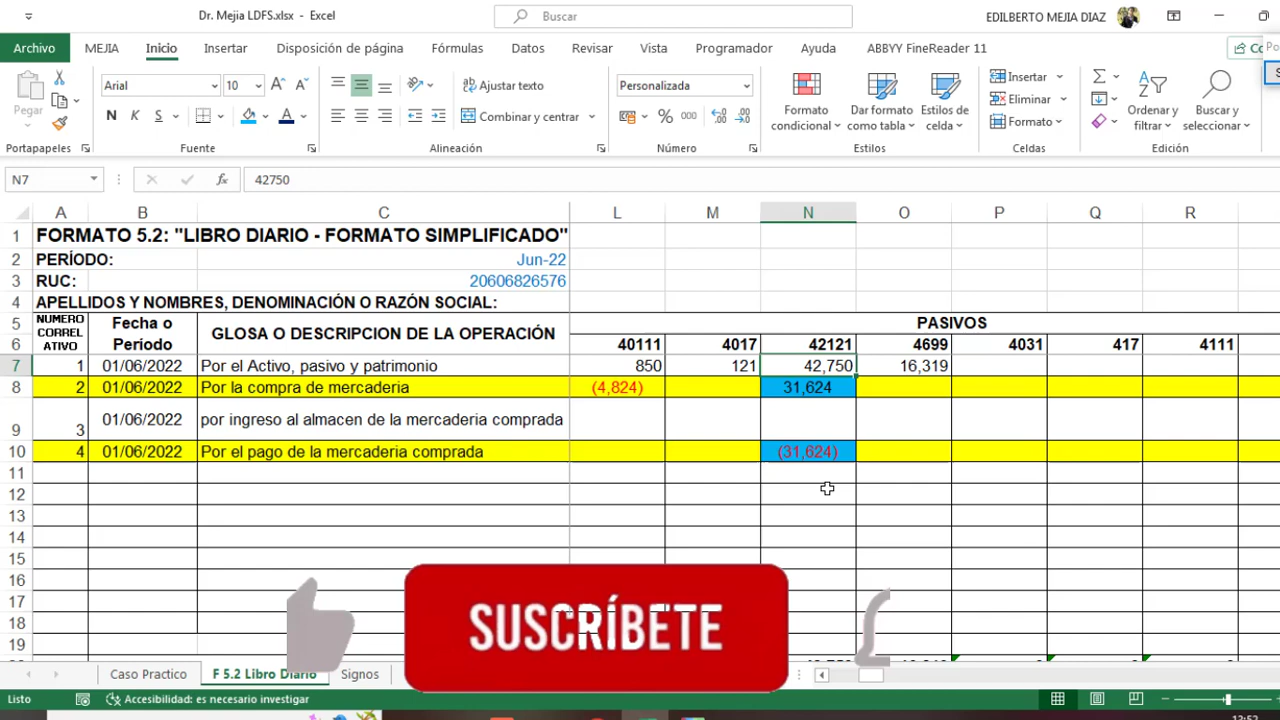 Dr. Mejia LDFS.xlsx - Excel
Buscar
EDILBERTO MEJIA DIAZ
Archivo MEJIA Inicio Insertar Disposición de página Fórmulas Datos Revisar Vista Programador Ayuda ABBYY FineReader 11
Pegar
Arial 10
N K S
Ajustar texto
Combinar y centrar
Personalizada
% 000
Formato condicional
Dar formato como tabla
Estilos de celda
Insertar
Eliminar
Formato
Ordenar y filtrar
Buscar y seleccionar
Portapapeles Fuente Alineación Número Estilos Celdas Edición
N7 fx 42750
A B C L M N O P Q R
1 FORMATO 5.2: "LIBRO DIARIO - FORMATO SIMPLIFICADO"
2 PERÍODO: Jun-22
3 RUC: 20606826576
4 APELLIDOS Y NOMBRES, DENOMINACIÓN O RAZÓN SOCIAL:
5 NUMERO CORREL ATIVO Fecha o Período GLOSA O DESCRIPCION DE LA OPERACIÓN PASIVOS
6 40111 4017 42121 4699 4031 417 4111
7 1 01/06/2022 Por el Activo, pasivo y patrimonio 850 121 42,750 16,319
8 2 01/06/2022 Por la compra de mercaderia (4,824) 31,624
9 3 01/06/2022 por ingreso al almacen de la mercaderia comprada
10 4 01/06/2022 Por el pago de la mercaderia comprada (31,624)
11
12
13
14
15
16
17
18
19
SUSCRÍBETE
Caso Practico F 5.2 Libro Diario Signos
Listo Accesibilidad: es necesario investigar